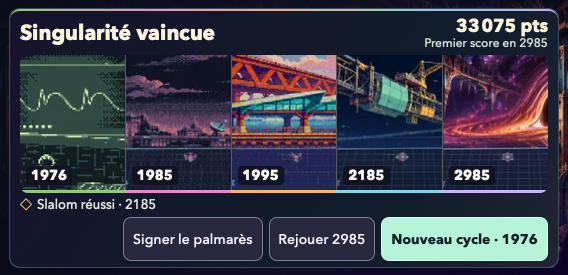 Singularité vaincue
33 075 pts
Premier score en 2985
1976
1985
1995
2185
2985
Slalom réussi · 2185
Signer le palmarès
Rejouer 2985
Nouveau cycle · 1976